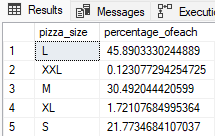 Results Messages Execution
pizza_size percentage_ofeach
1 L 45.8903330244889
2 XXL 0.123077294254725
3 M 30.492044420599
4 XL 1.72107684995364
5 S 21.7734684107037